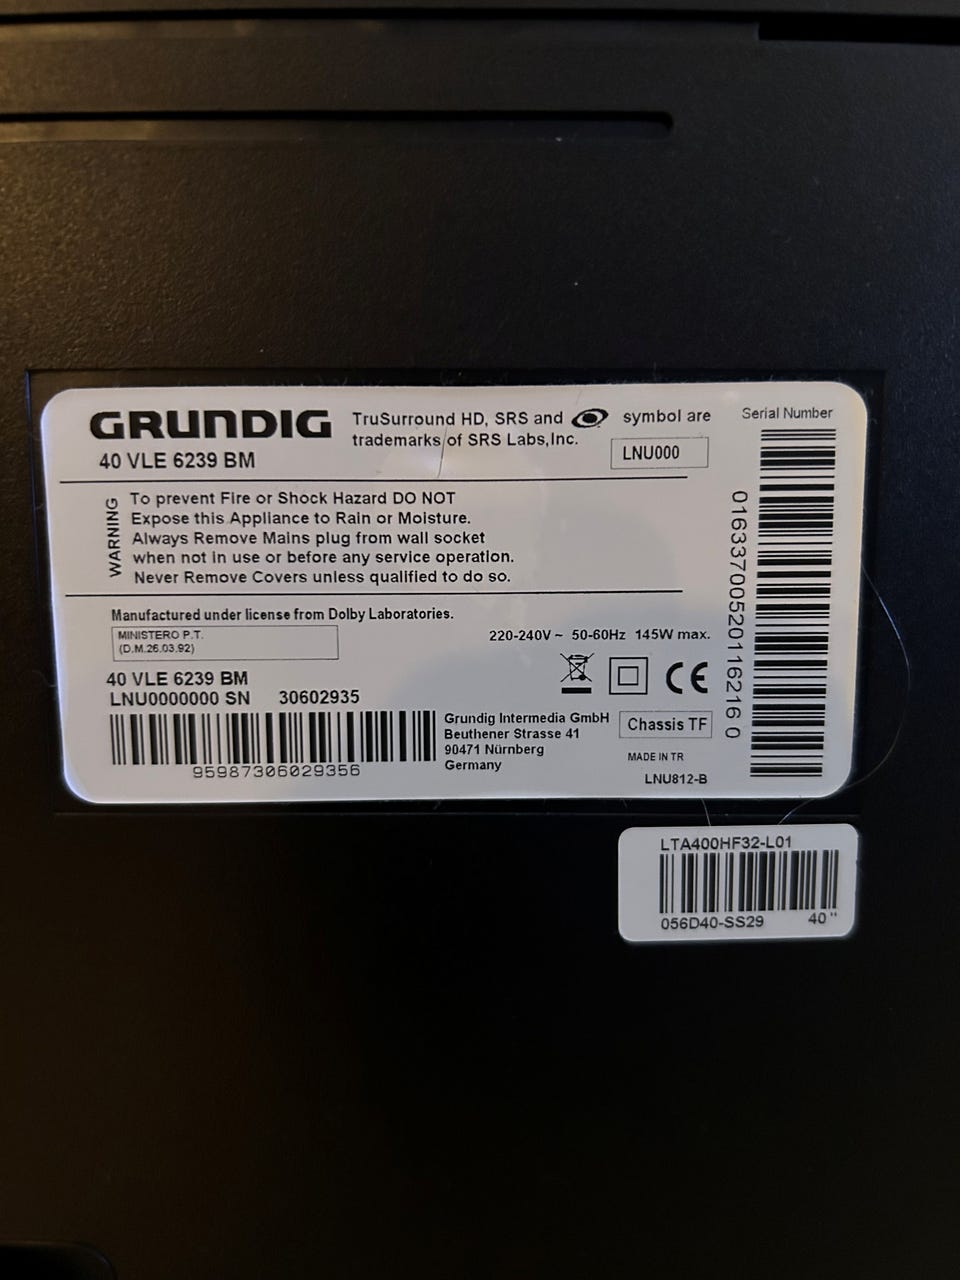 GRUNDIG
40 VLE 6239 BM
TruSurround HD, SRS and symbol are
trademarks of SRS Labs,Inc.
LNU000
Serial Number
0163370052011621​6 0
WARNING
To prevent Fire or Shock Hazard DO NOT
Expose this Appliance to Rain or Moisture.
Always Remove Mains plug from wall socket
when not in use or before any service operation.
Never Remove Covers unless qualified to do so.
Manufactured under license from Dolby Laboratories.
MINISTERO P.T.
(D.M.26.03.92)
220-240V ~ 50-60Hz 145W max.
CE
40 VLE 6239 BM
LNU0000000 SN 30602935
95987306029356
Grundig Intermedia GmbH
Beuthener Strasse 41
90471 Nürnberg
Germany
Chassis TF
MADE IN TR
LNU812-B
LTA400HF32-L01
056D40-SS29 40"